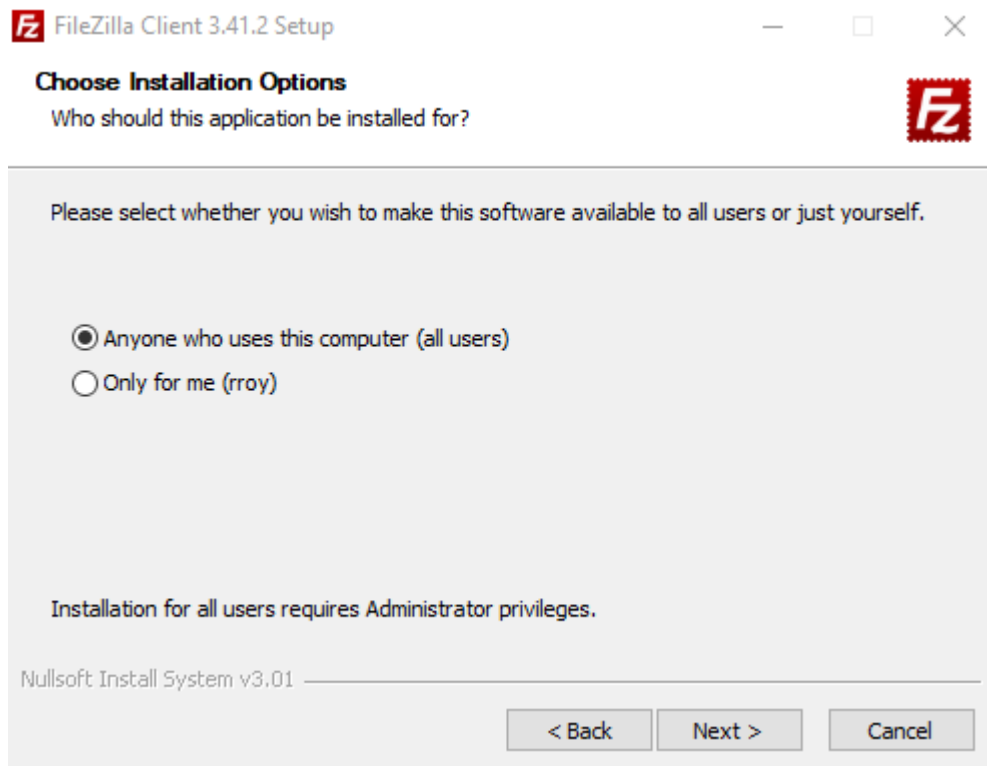 FileZilla Client 3.41.2 Setup
Choose Installation Options
Who should this application be installed for?
Fz
Please select whether you wish to make this software available to all users or just yourself.
Anyone who uses this computer (all users)
Only for me (rroy)
Installation for all users requires Administrator privileges.
Nullsoft Install System v3.01
< Back Next > Cancel